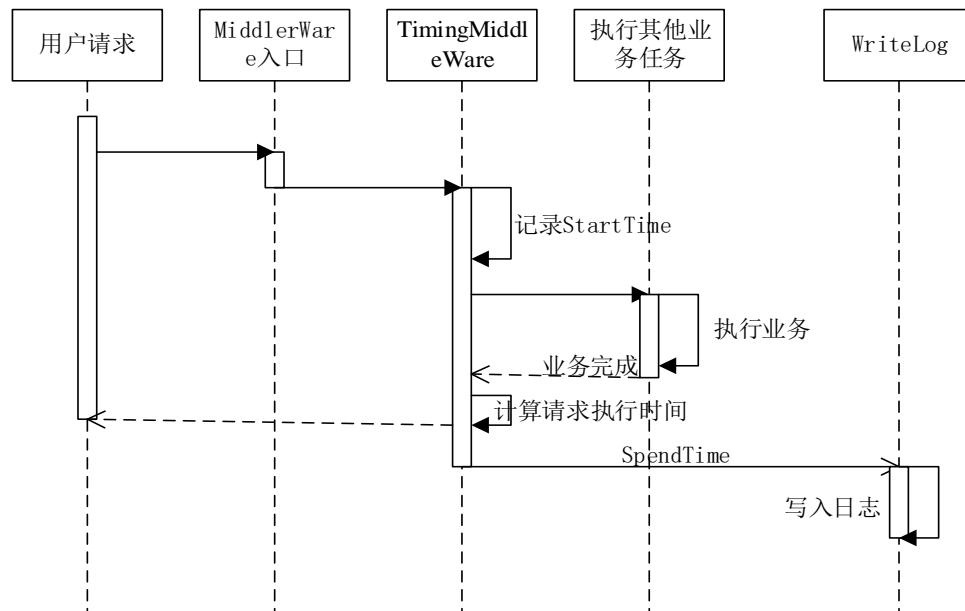 用户请求
MiddlerWar
e入口
TimingMiddl
eWare
执行其他业
务任务
WriteLog
记录StartTime
执行业务
业务完成
计算请求执行时间
SpendTime
写入日志